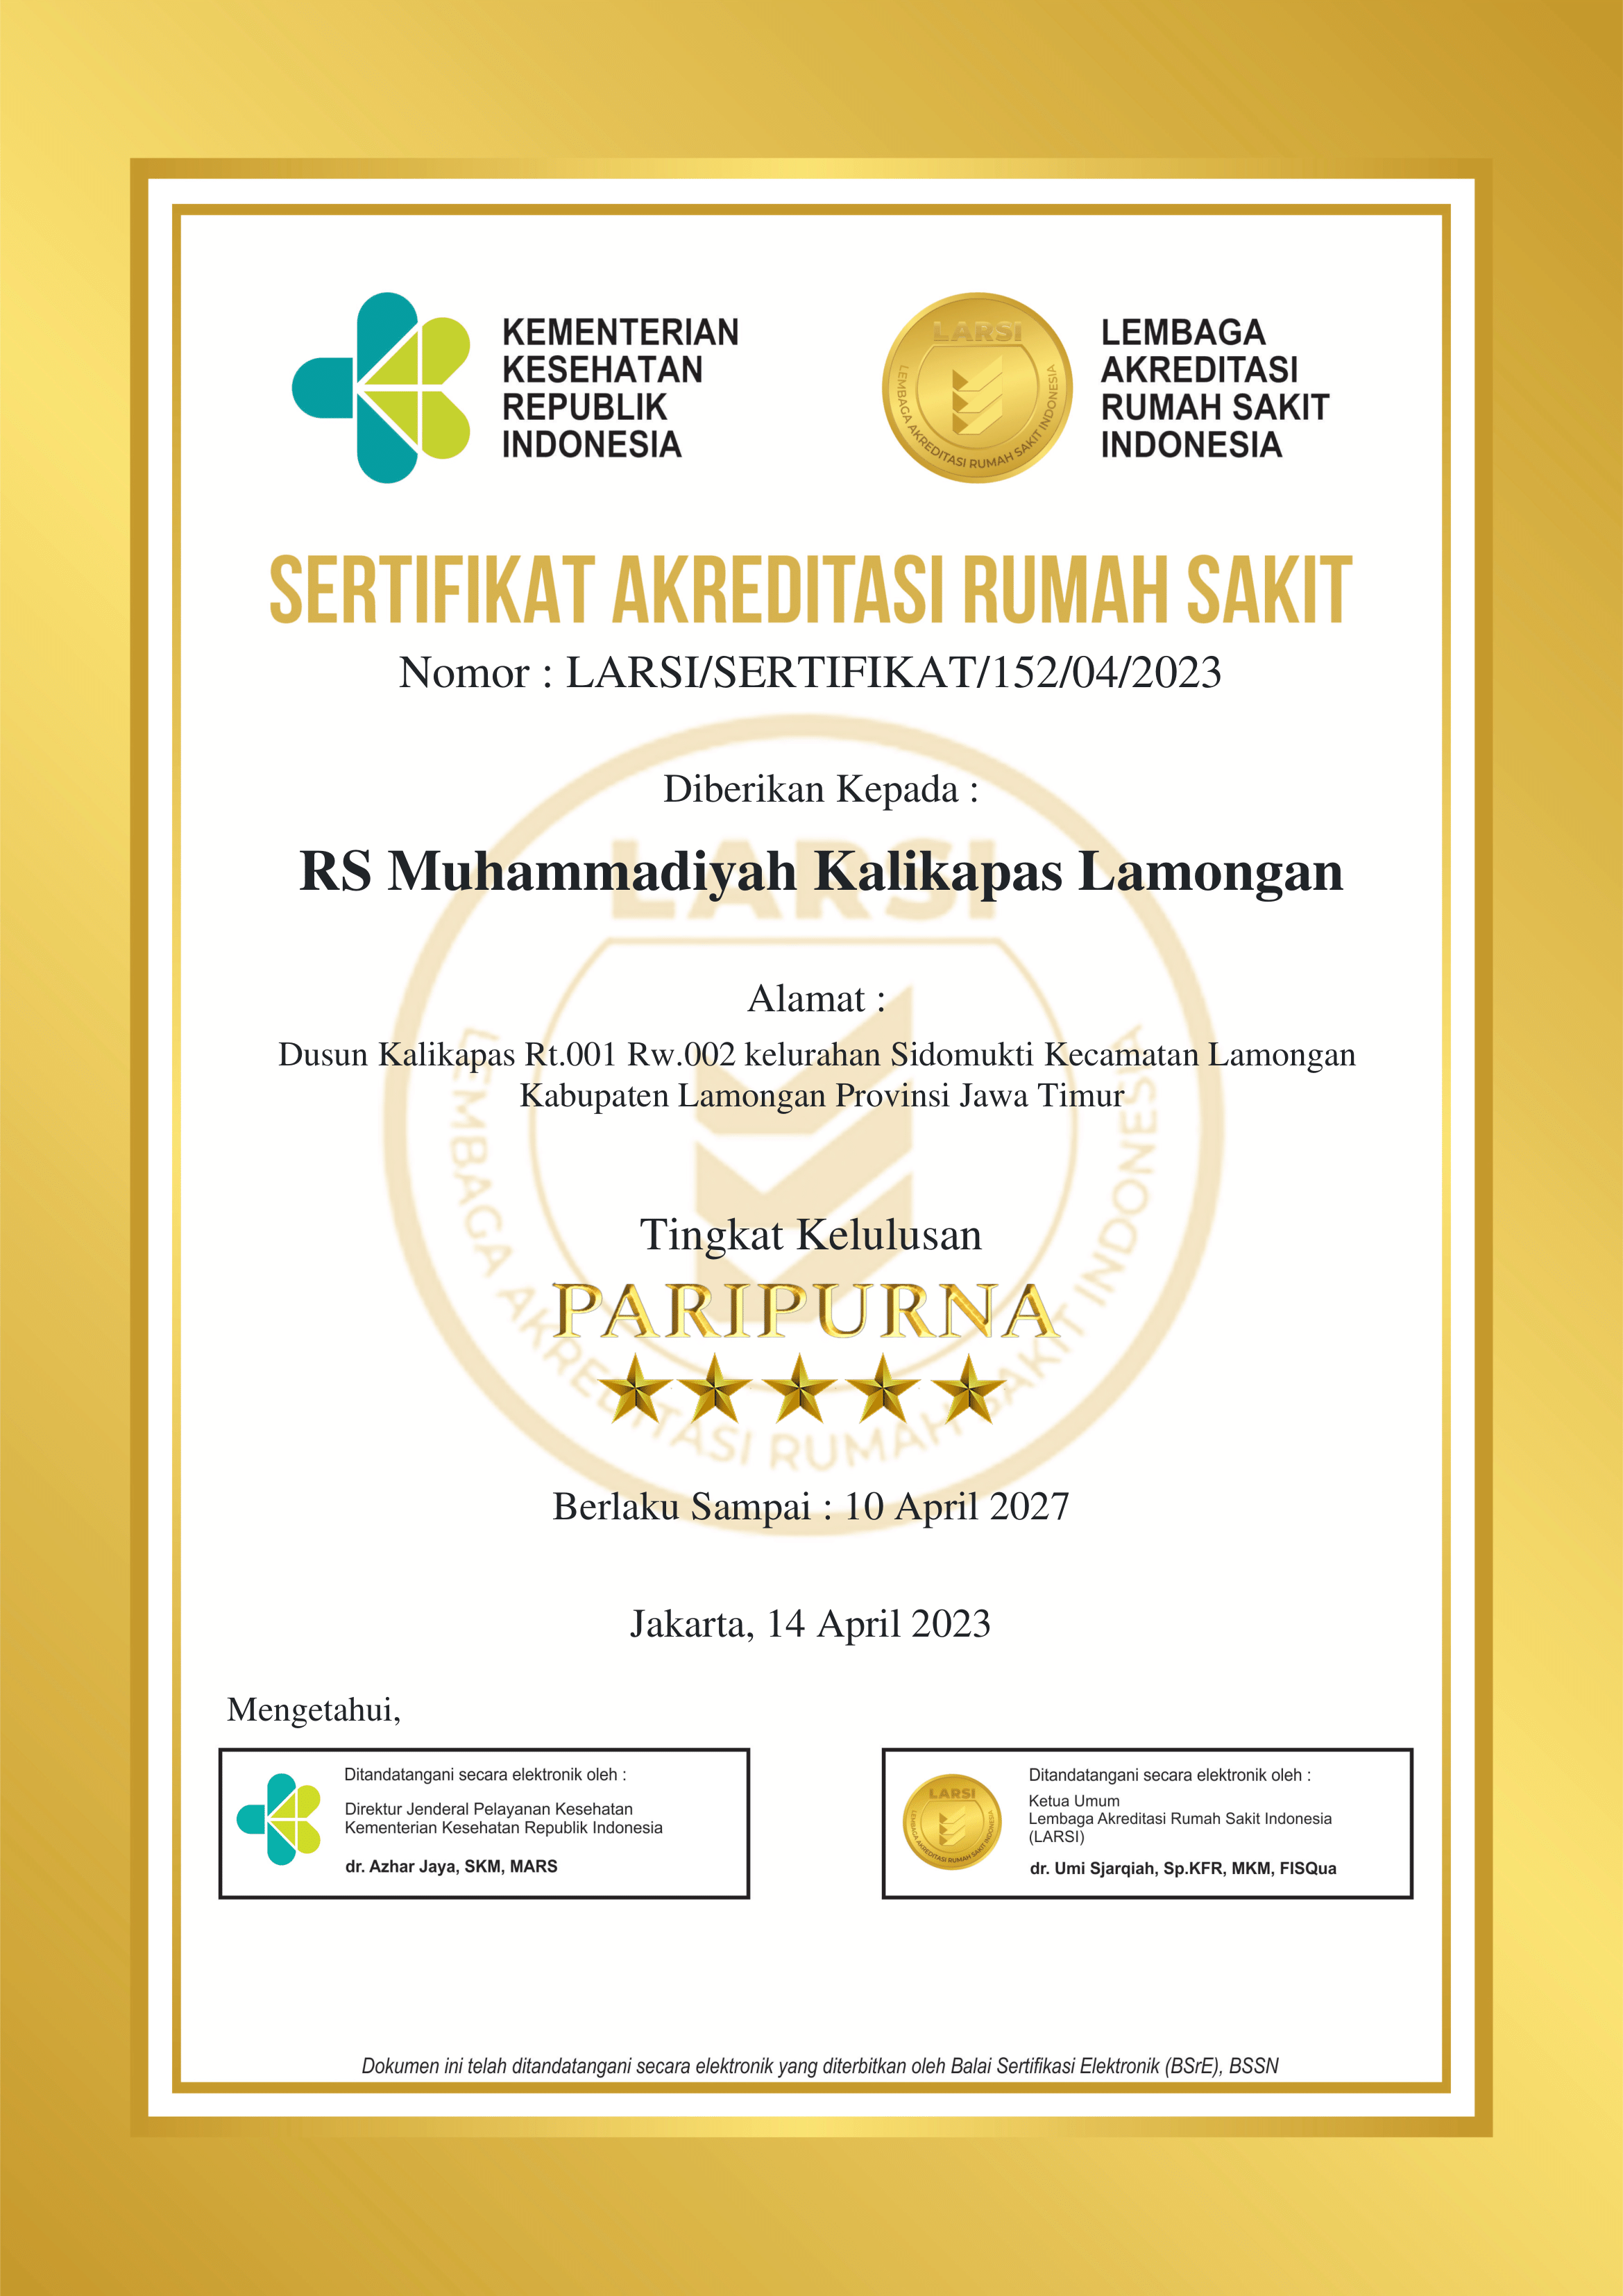 KEMENTERIAN
KESEHATAN
REPUBLIK
INDONESIA
LARSI
LEMBAGA AKREDITASI RUMAH SAKIT INDONESIA
LEMBAGA
AKREDITASI
RUMAH SAKIT
INDONESIA
SERTIFIKAT AKREDITASI RUMAH SAKIT
Nomor : LARSI/SERTIFIKAT/152/04/2023
Diberikan Kepada :
LARSI
RS Muhammadiyah Kalikapas Lamongan
Alamat :
Dusun Kalikapas Rt.001 Rw.002 kelurahan Sidomukti Kecamatan Lamongan
Kabupaten Lamongan Provinsi Jawa Timur
LEMBAGA AKREDITASI RUMAH SAKIT INDONESIA
Tingkat Kelulusan
PARIPURNA
Berlaku Sampai : 10 April 2027
Jakarta, 14 April 2023
Mengetahui,
Ditandatangani secara elektronik oleh :
Direktur Jenderal Pelayanan Kesehatan
Kementerian Kesehatan Republik Indonesia
dr. Azhar Jaya, SKM, MARS
LARSI
LEMBAGA AKREDITASI RUMAH SAKIT INDONESIA
Ditandatangani secara elektronik oleh :
Ketua Umum
Lembaga Akreditasi Rumah Sakit Indonesia
(LARSI)
dr. Umi Sjarqiah, Sp.KFR, MKM, FISQua
Dokumen ini telah ditandatangani secara elektronik yang diterbitkan oleh Balai Sertifikasi Elektronik (BSrE), BSSN